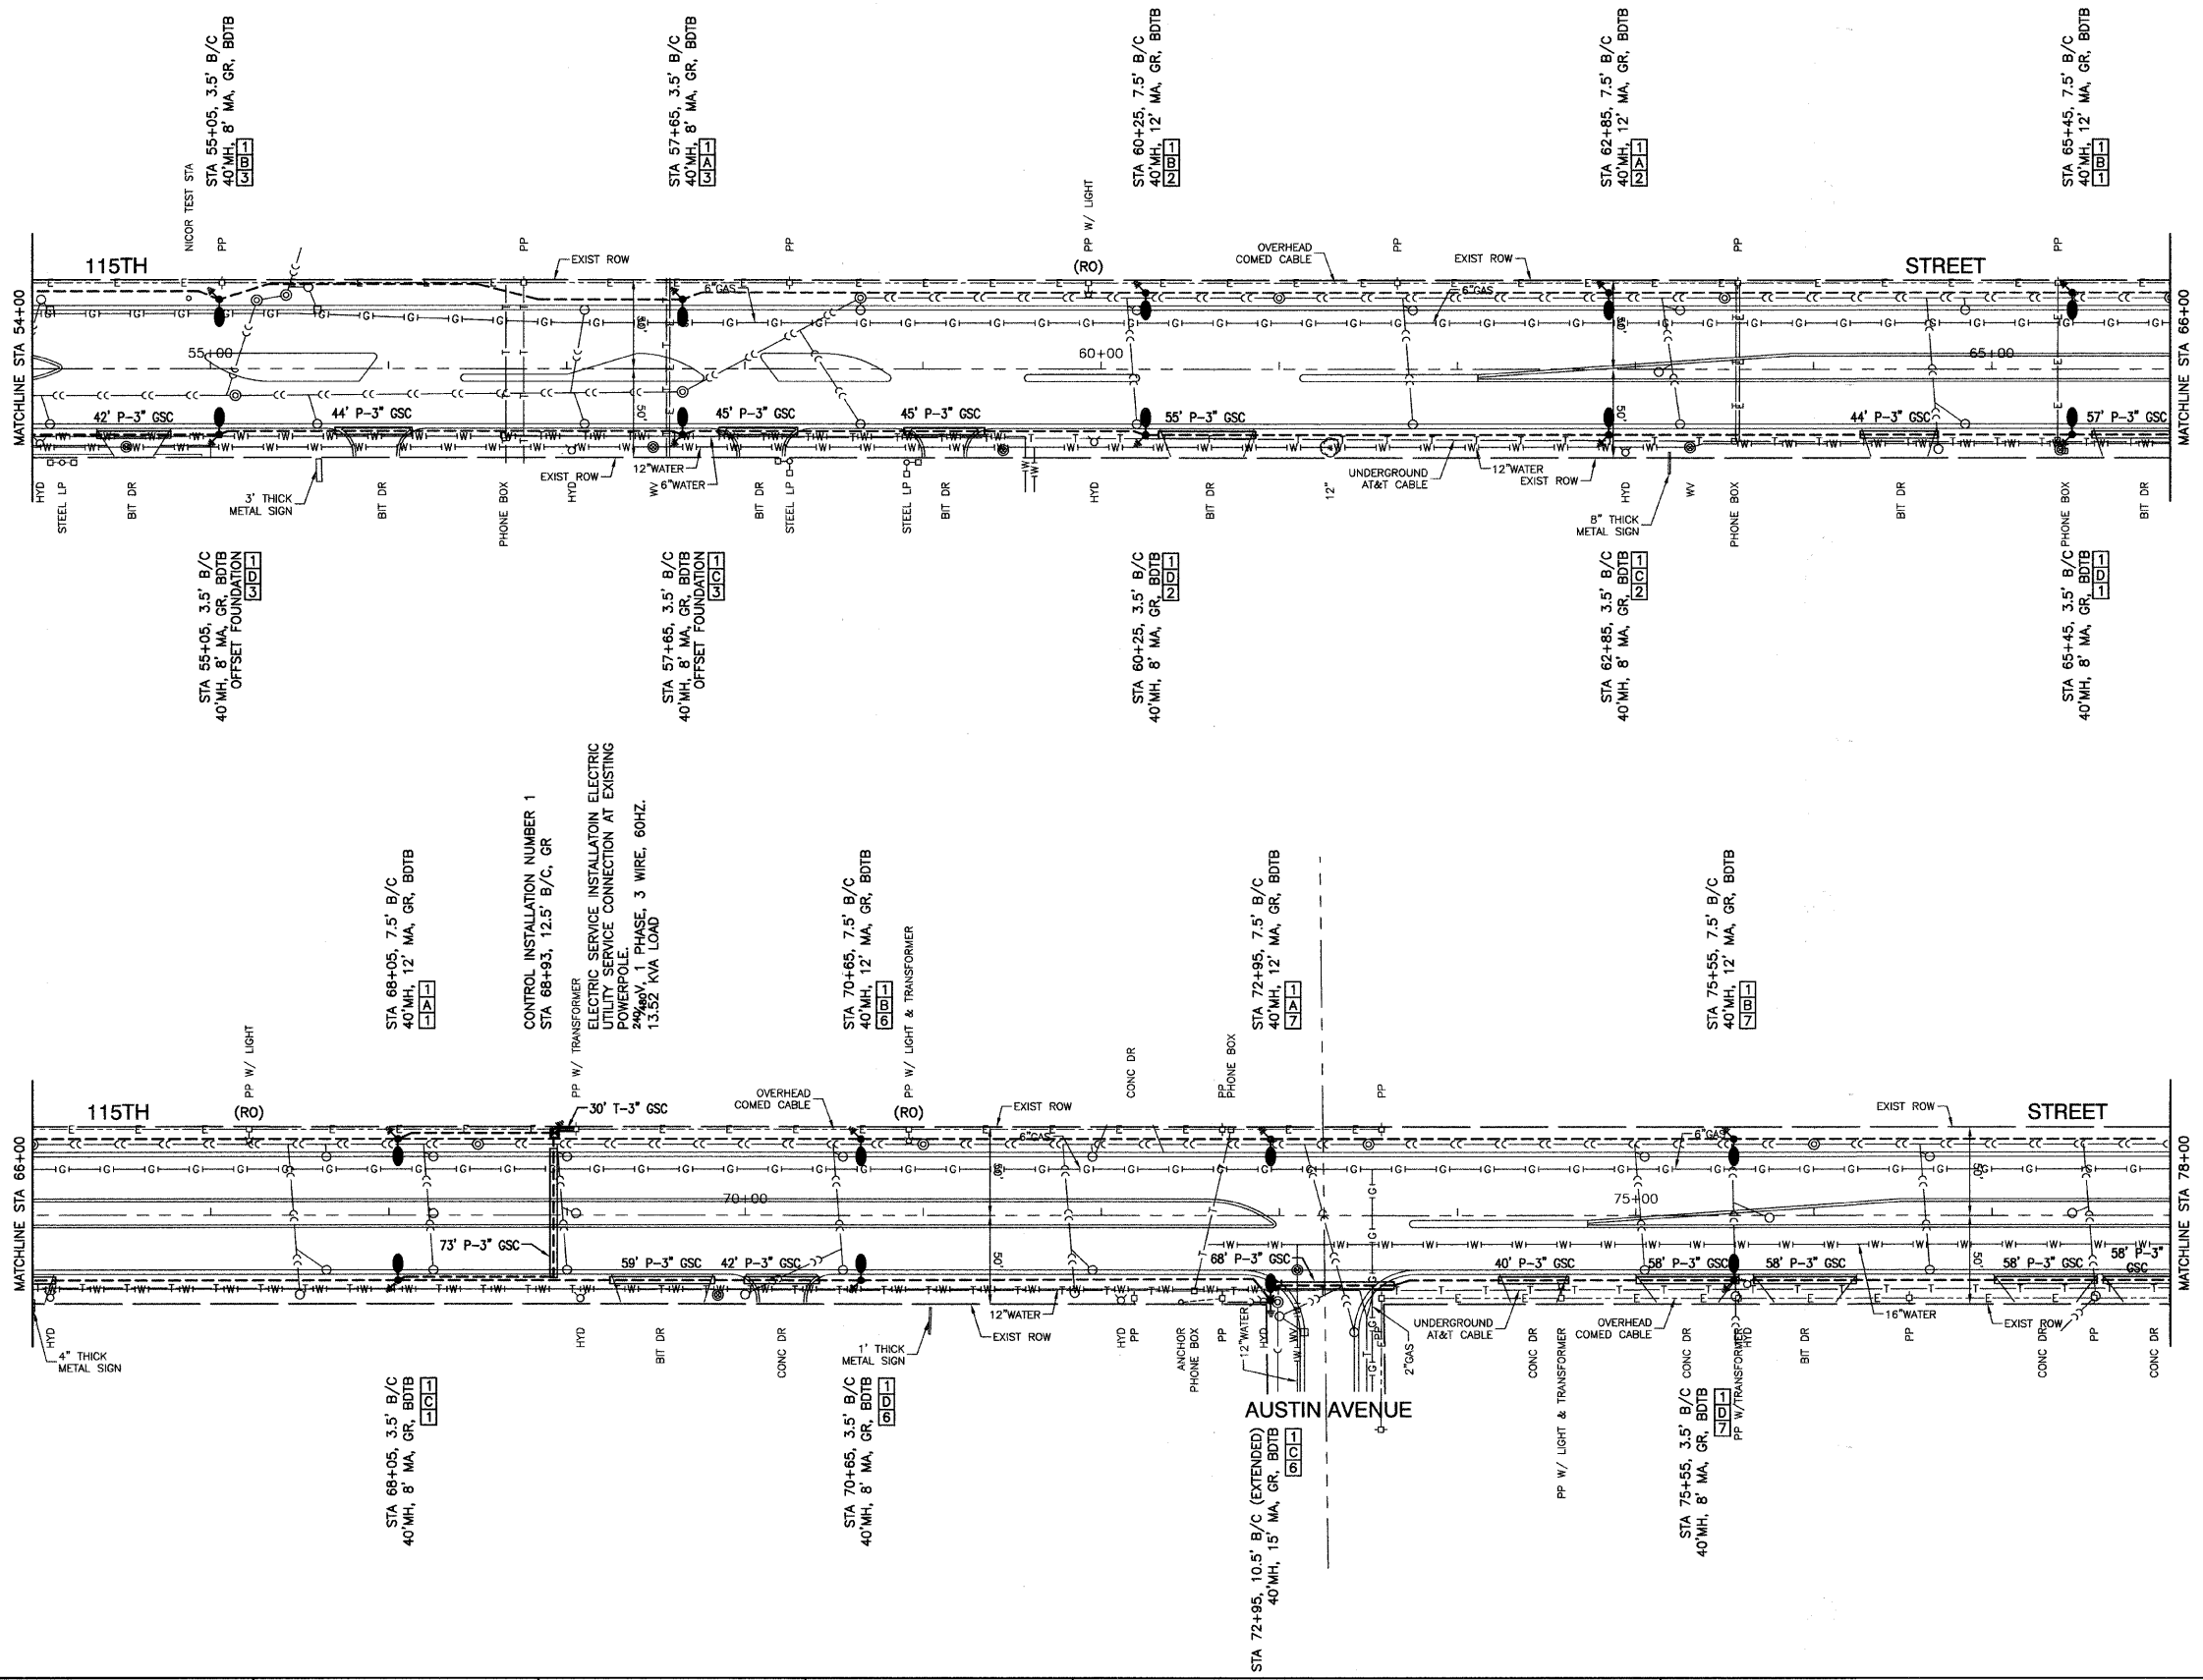 STA 55+05, 3.5' B/C
40'MH, 8' MA, GR, BDTB
1
B
3
STA 57+65, 3.5' B/C
40'MH, 8' MA, GR, BDTB
1
A
3
STA 60+25, 7.5' B/C
40'MH, 12' MA, GR, BDTB
1
B
2
STA 62+85, 7.5' B/C
40'MH, 12' MA, GR, BDTB
1
A
2
STA 65+45, 7.5' B/C
40'MH, 12' MA, GR, BDTB
1
B
1
NICOR TEST STA
PP
PP
PP
PP W/ LIGHT
PP
PP
PP
MATCHLINE STA 54+00
115TH
EXIST ROW
(RO)
OVERHEAD
COMED CABLE
EXIST ROW
STREET
MATCHLINE STA 66+00
6"GAS
6"GAS
50'
50'
55+00
60+00
65+00
50'
50'
42' P-3" GSC
44' P-3" GSC
45' P-3" GSC
45' P-3" GSC
55' P-3" GSC
44' P-3" GSC
57' P-3" GSC
HYD
STEEL LP
BIT DR
3' THICK
METAL SIGN
BIT DR
PHONE BOX
EXIST ROW
HYD
WV
12"WATER
6"WATER
BIT DR
STEEL LP
STEEL LP
BIT DR
HYD
BIT DR
12"
UNDERGROUND
AT&T CABLE
12"WATER
EXIST ROW
8" THICK
METAL SIGN
HYD
WV
PHONE BOX
BIT DR
PHONE BOX
BIT DR
STA 55+05, 3.5' B/C
40'MH, 8' MA, GR, BDTB
OFFSET FOUNDATION
1
D
3
STA 57+65, 3.5' B/C
40'MH, 8' MA, GR, BDTB
OFFSET FOUNDATION
1
C
3
STA 60+25, 3.5' B/C
40'MH, 8' MA, GR, BDTB
1
D
2
STA 62+85, 3.5' B/C
40'MH, 8' MA, GR, BDTB
1
C
2
STA 65+45, 3.5' B/C
40'MH, 8' MA, GR, BDTB
1
D
1
STA 68+05, 7.5' B/C
40'MH, 12' MA, GR, BDTB
1
A
1
CONTROL INSTALLATION NUMBER 1
STA 68+93, 12.5' B/C, GR
PP W/ TRANSFORMER
ELECTRIC SERVICE INSTALLATOIN ELECTRIC
UTILITY SERVICE CONNECTION AT EXISTING
POWERPOLE.
240/480V, 1 PHASE, 3 WIRE, 60HZ.
13.52 KVA LOAD
STA 70+65, 7.5' B/C
40'MH, 12' MA, GR, BDTB
1
B
6
PP W/ LIGHT & TRANSFORMER
STA 72+95, 7.5' B/C
40'MH, 12' MA, GR, BDTB
1
A
7
STA 75+55, 7.5' B/C
40'MH, 12' MA, GR, BDTB
1
B
7
PP W/ LIGHT
CONC DR
PP
PHONE BOX
PP
MATCHLINE STA 66+00
115TH
(RO)
30' T-3" GSC
OVERHEAD
COMED CABLE
(RO)
EXIST ROW
EXIST ROW
STREET
MATCHLINE STA 78+00
6"GAS
6"GAS
50'
50'
70+00
75+00
73' P-3" GSC
59' P-3" GSC
42' P-3" GSC
50'
68' P-3" GSC
40' P-3" GSC
58' P-3" GSC
58' P-3" GSC
58' P-3" GSC
58' P-3"
GSC
50'
HYD
4" THICK
METAL SIGN
HYD
BIT DR
CONC DR
1' THICK
METAL SIGN
12"WATER
EXIST ROW
HYD
PP
ANCHOR
PHONE BOX
PP
12"WATER
HYD
WV
PP
2"GAS
UNDERGROUND
AT&T CABLE
CONC DR
PP W/ LIGHT & TRANSFORMER
OVERHEAD
COMED CABLE
CONC DR
PP W/TRANSFORMER
HYD
BIT DR
16"WATER
PP
EXIST ROW
CONC DR
PP
CONC DR
AUSTIN AVENUE
STA 68+05, 3.5' B/C
40'MH, 8' MA, GR, BDTB
1
C
1
STA 70+65, 3.5' B/C
40'MH, 8' MA, GR, BDTB
1
D
6
STA 72+95, 10.5' B/C (EXTENDED)
40'MH, 15' MA, GR, BDTB
1
C
6
STA 75+55, 3.5' B/C
40'MH, 8' MA, GR, BDTB
1
D
7